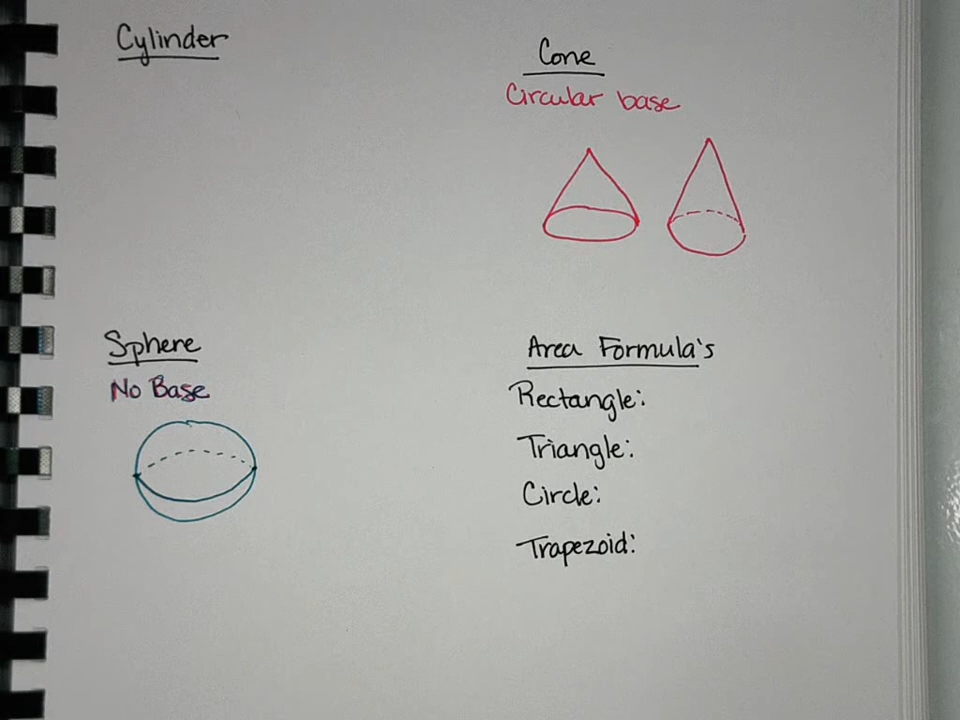 Cylinder
Cone
Circular base
Sphere
No Base
Area Formula's
Rectangle:
Triangle:
Circle:
Trapezoid: